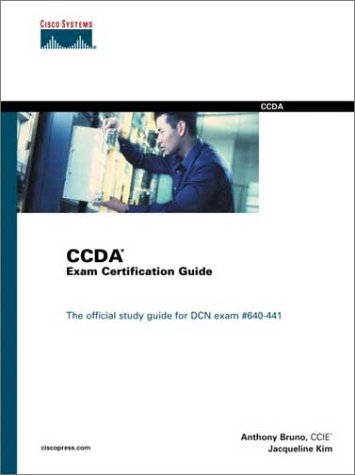 CISCO SYSTEMS
CCDA
CCDA®
Exam Certification Guide
The official study guide for DCN exam #640-441
Anthony Bruno, CCIE™
Jacqueline Kim
ciscopress.com